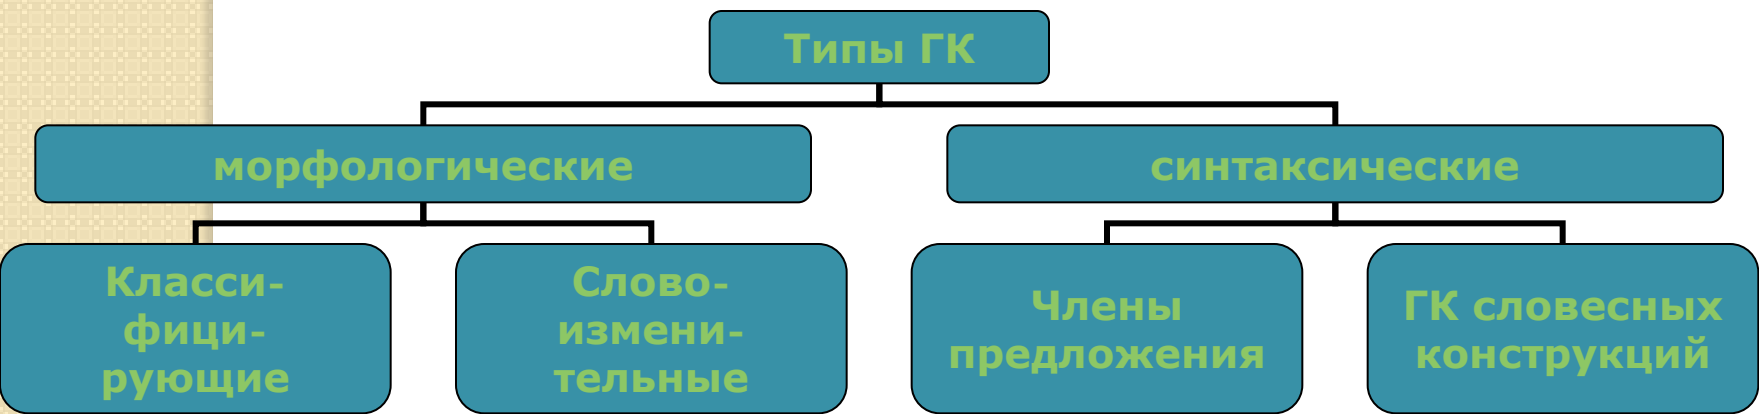 Типы ГК
морфологические
синтаксические
Класси-
фици-
рующие
Слово-
измени-
тельные
Члены
предложения
ГК словесных
конструкций